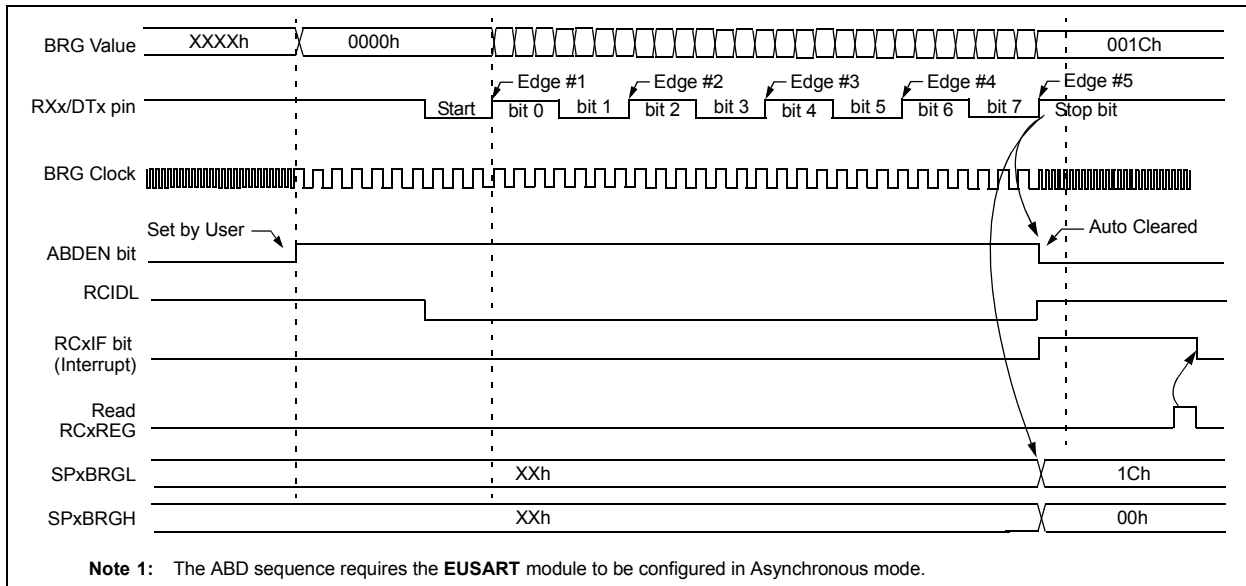 BRG Value XXXXh 0000h 001Ch
Edge #1 Edge #2 Edge #3 Edge #4 Edge #5
RXx/DTx pin Start bit 0 bit 1 bit 2 bit 3 bit 4 bit 5 bit 6 bit 7 Stop bit
BRG Clock
Set by User Auto Cleared
ABDEN bit
RCIDL
RCxIF bit
(Interrupt)
Read
RCxREG
SPxBRGL XXh 1Ch
SPxBRGH XXh 00h
Note 1: The ABD sequence requires the EUSART module to be configured in Asynchronous mode.